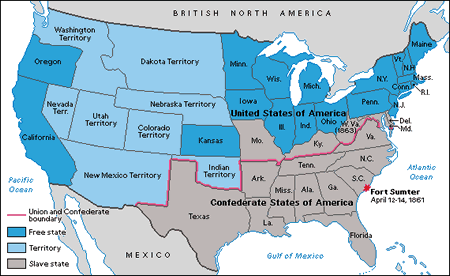 BRITISH NORTH AMERICA
Washington
Territory
Oregon
Dakota Territory
Minn.
Wis.
Mich.
Maine
Vt.
N.H.
Mass.
N.Y.
Conn.
R.I.
Nevada
Terr.
Utah
Territory
Nebraska Territory
Iowa
Penn.
N.J.
United States of America
Colorado
Territory
California
Kansas
Ill.
Ind.
Ohio
W. Va.
(1863)
Del.
Md.
Mo.
Ky.
Va.
New Mexico Territory
Indian
Territory
Ark.
Tenn.
N.C.
S.C.
Atlantic
Ocean
Fort Sumter
April 12-14, 1861
Miss.
Ala.
Ga.
Confederate States of America
Texas
La.
Florida
Pacific
Ocean
MEXICO
Gulf of Mexico
Union and Confederate
boundary
Free state
Territory
Slave state